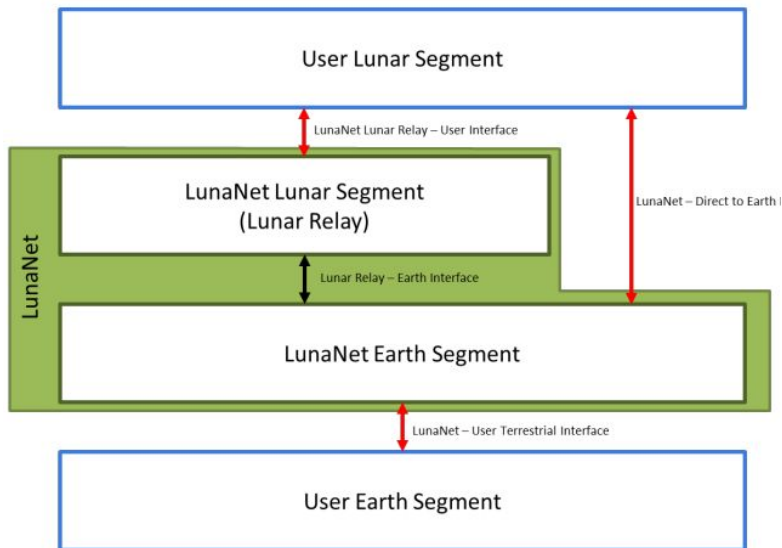 User Lunar Segment
LunaNet Lunar Relay – User Interface
LunaNet
LunaNet Lunar Segment
(Lunar Relay)
LunaNet – Direct to Earth
Lunar Relay – Earth Interface
LunaNet Earth Segment
LunaNet – User Terrestrial Interface
User Earth Segment